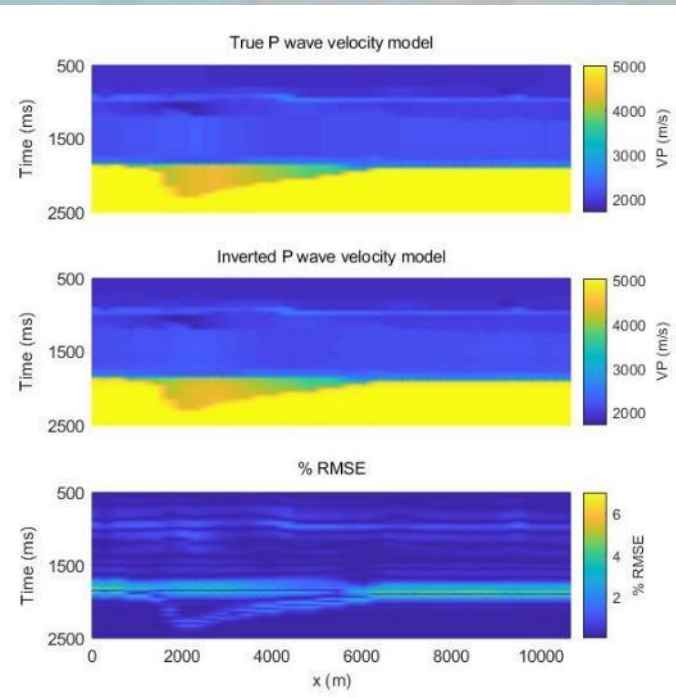 True P wave velocity model
500
1500
2500
Time (ms)
5000
4000
3000
2000
VP (m/s)
Inverted P wave velocity model
500
1500
2500
Time (ms)
5000
4000
3000
2000
VP (m/s)
% RMSE
500
1500
2500
Time (ms)
6
4
2
% RMSE
0 2000 4000 6000 8000 10000
x (m)